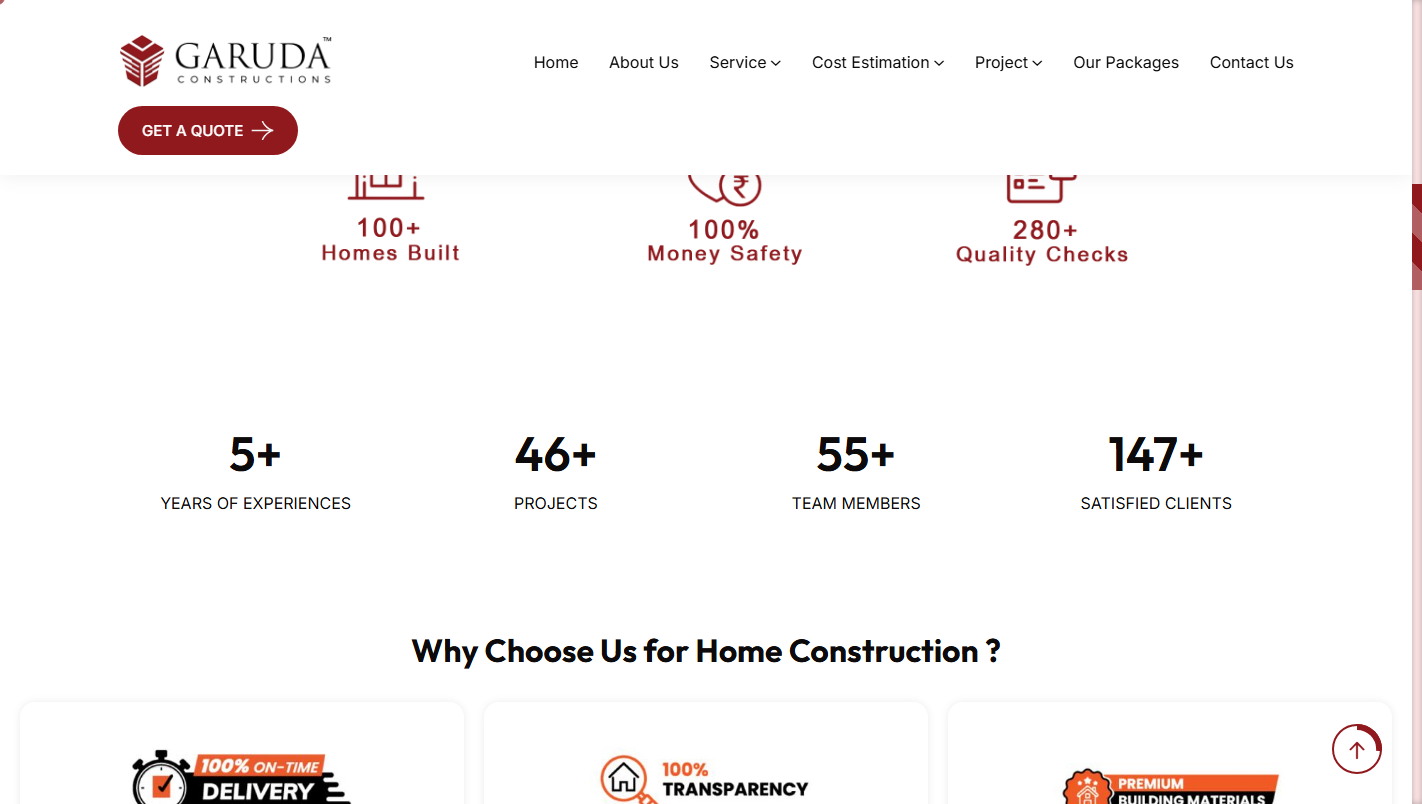 GARUDA™
CONSTRUCTIONS
Home About Us Service Cost Estimation Project Our Packages Contact Us
GET A QUOTE
100+
Homes Built
100%
Money Safety
280+
Quality Checks
5+
YEARS OF EXPERIENCES
46+
PROJECTS
55+
TEAM MEMBERS
147+
SATISFIED CLIENTS
Why Choose Us for Home Construction ?
100% ON-TIME
DELIVERY
100%
TRANSPARENCY
PREMIUM
BUILDING MATERIALS